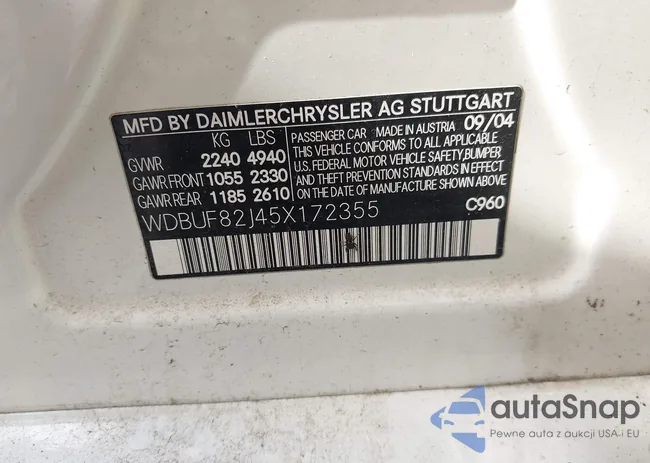 MFD BY DAIMLERCHRYSLER AG STUTTGART
KG LBS
GVWR 2240 4940
GAWR FRONT 1055 2330
GAWR REAR 1185 2610
PASSENGER CAR MADE IN AUSTRIA 09/04
THIS VEHICLE CONFORMS TO ALL APPLICABLE
U.S. FEDERAL MOTOR VEHICLE SAFETY,BUMPER
AND THEFT PREVENTION STANDARDS IN EFFECT
ON THE DATE OF MANUFACTURE SHOWN ABOVE.
WDBUF82J45X172355
C960
autaSnap
Pewne auta z aukcji USA i EU